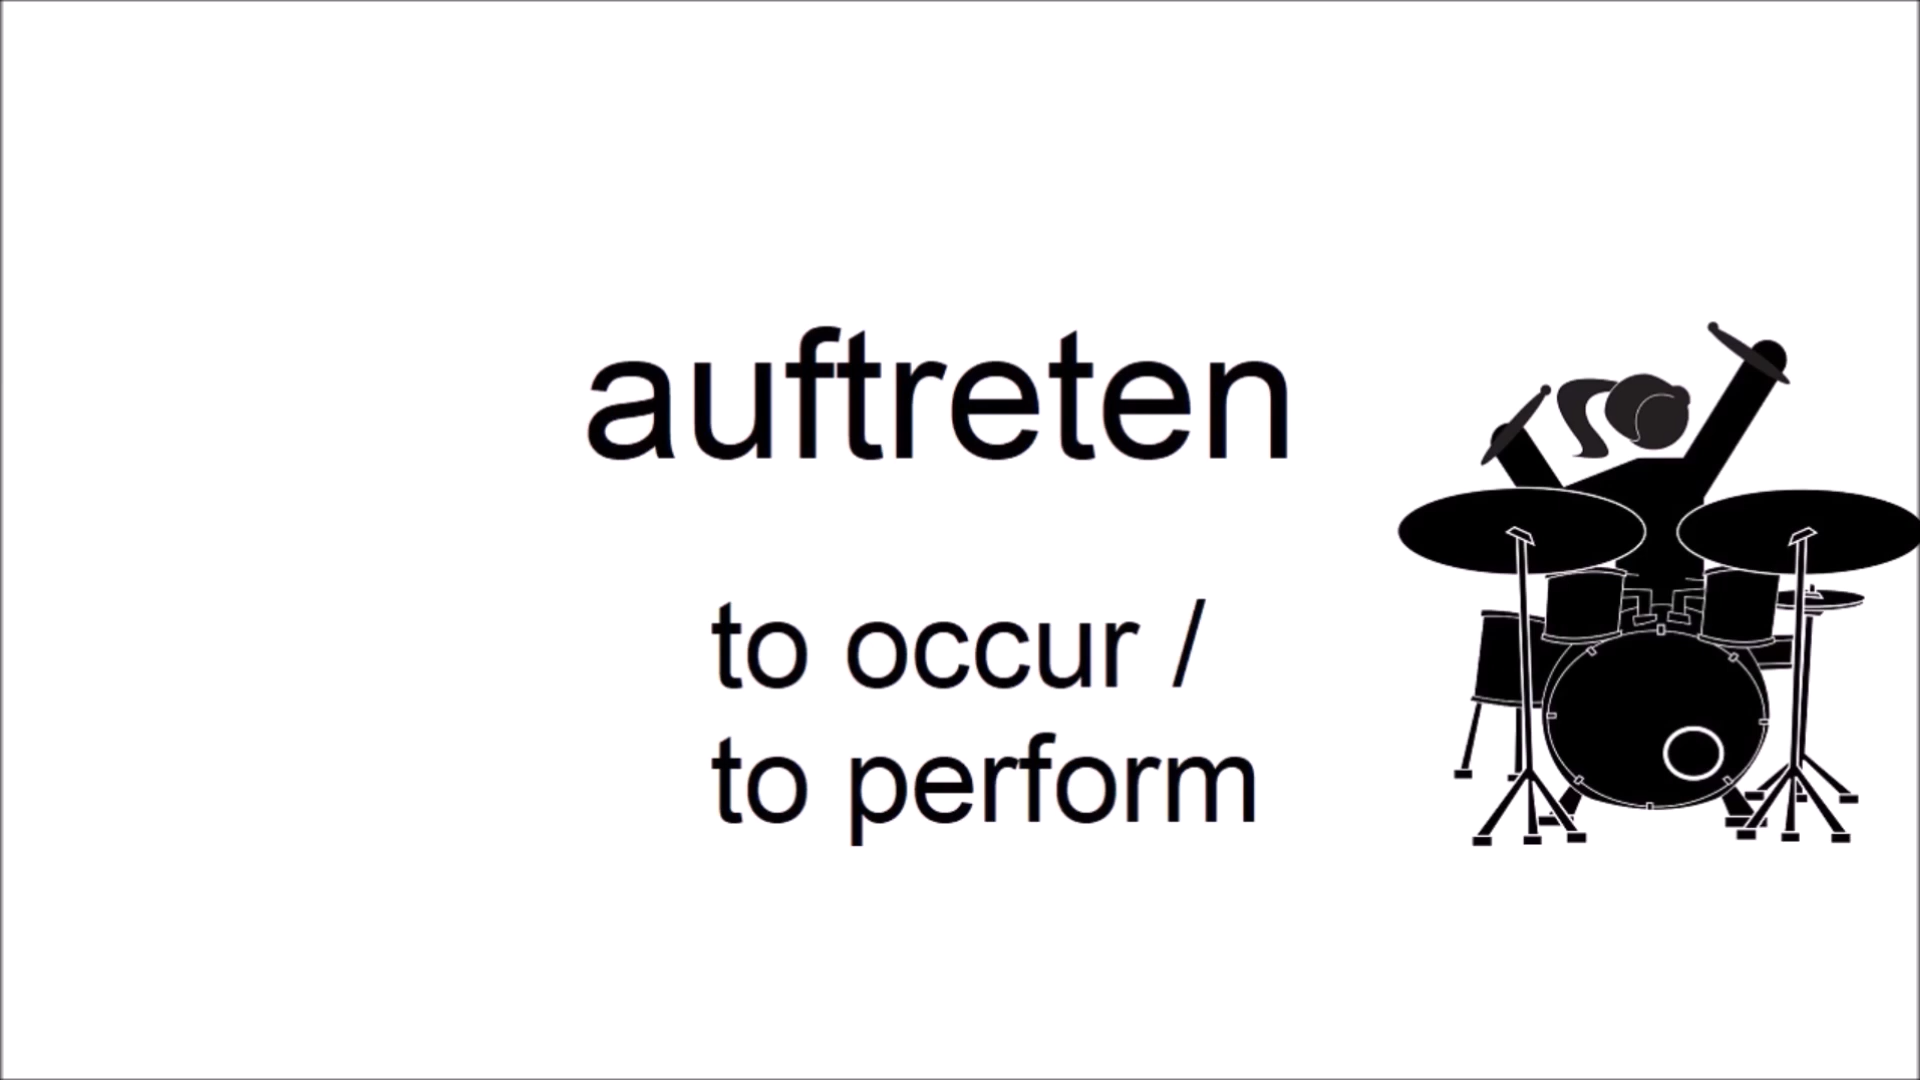 auftreten
to occur /
to perform